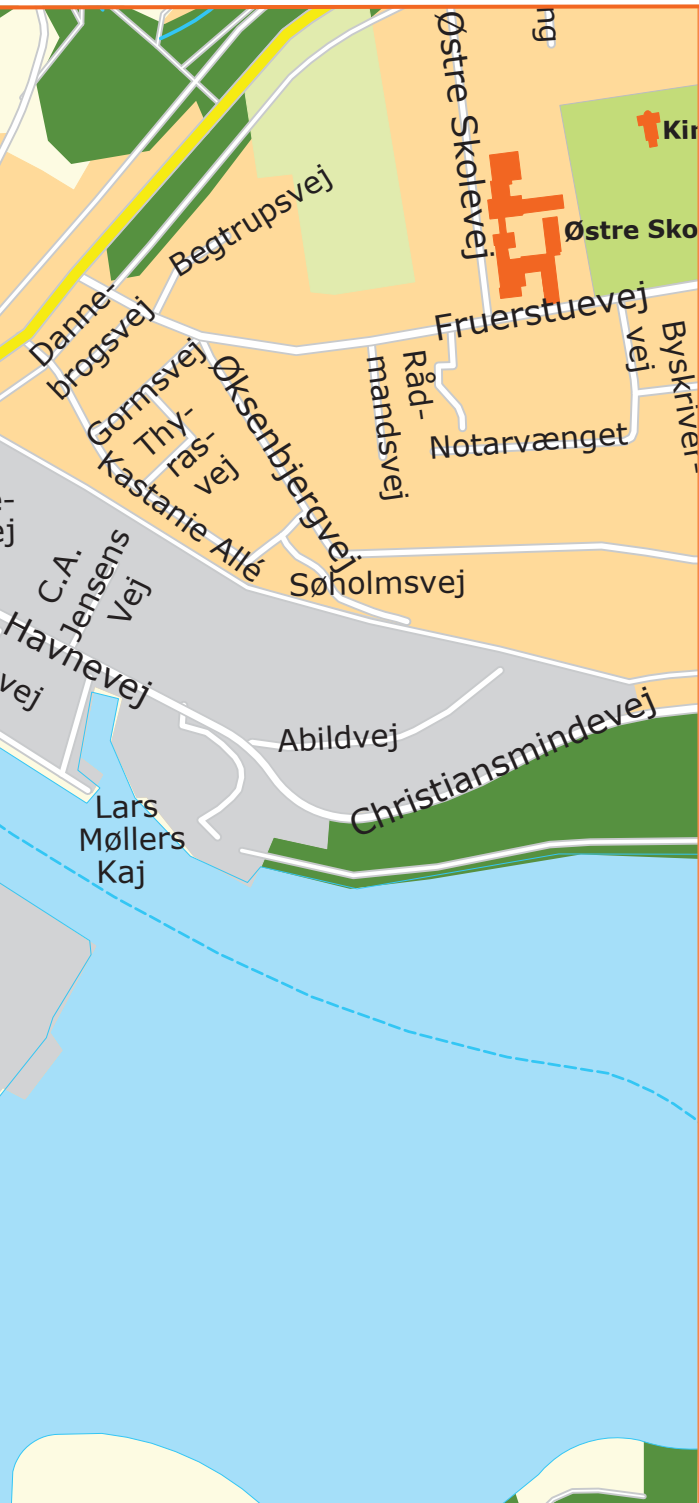 Østre Skolevej
ng
Kir
Østre Sko
Begtrupsvej
Fruerstuevej
Danne-
brogsvej
Gormsvej
Thy-
ras-
vej
Øksenbjergvej
Råd-
mandsvej
Notarvænget
Byskriver-
vej
Kastanie Allé
ej
C.A.
Jensens
Vej
Søholmsvej
Havnevej
vej
Abildvej
Christiansmindevej
Lars
Møllers
Kaj